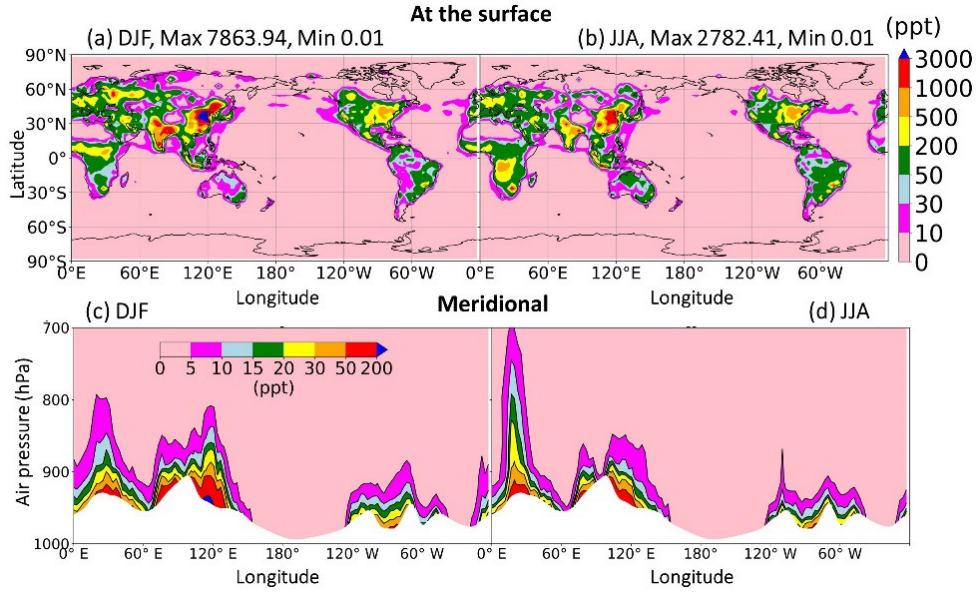 At the surface
(a) DJF, Max 7863.94, Min 0.01
(b) JJA, Max 2782.41, Min 0.01
(ppt)
90°N
60°N
30°N
0°
30°S
60°S
90°S
Latitude
0°E 60°E 120°E 120°W 60°W 0°E 60°E 120°E 120°W 60°W
Longitude Longitude
3000
1000
500
200
50
30
10
0
Meridional
(c) DJF
(d) JJA
700
800
900
1000
Air pressure (hPa)
0 5 10 15 20 30 50 200
(ppt)
0°E 60°E 120°E 120°W 60°W 0°E 60°E 120°E 120°W 60°W
Longitude Longitude